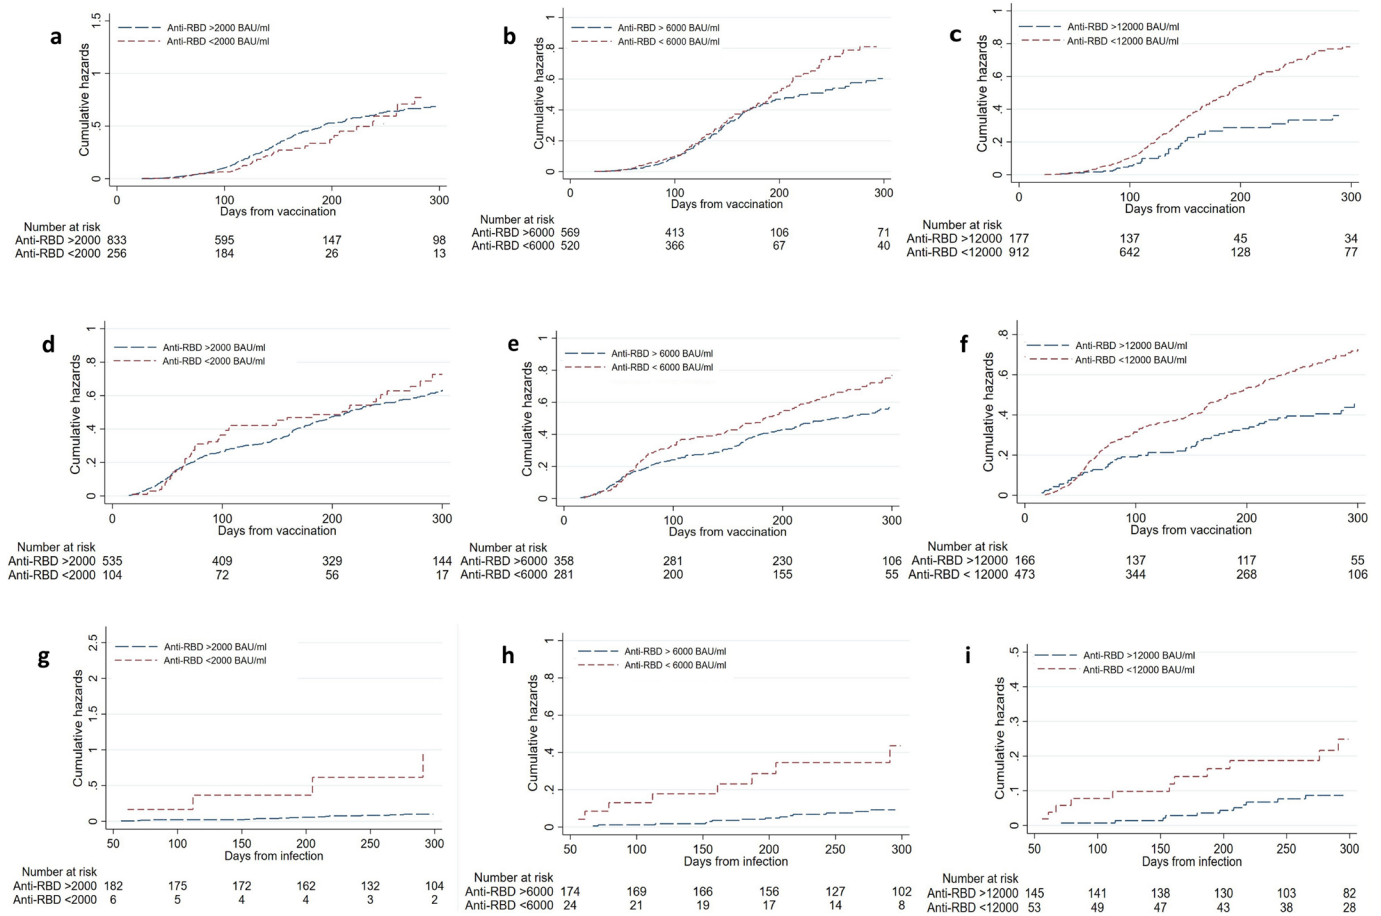 a
Anti-RBD >2000 BAU/ml
Anti-RBD <2000 BAU/ml
Cumulative hazards
1.5
1
.5
0
0 100 200 300
Days from vaccination
Number at risk
Anti-RBD >2000 833 595 147 98
Anti-RBD <2000 256 184 26 13
b
Anti-RBD > 6000 BAU/ml
Anti-RBD < 6000 BAU/ml
Cumulative hazards
1
.8
.6
.4
.2
0
0 100 200 300
Days from vaccination
Number at risk
Anti-RBD >6000 569 413 106 71
Anti-RBD <6000 520 366 67 40
c
Anti-RBD >12000 BAU/ml
Anti-RBD <12000 BAU/ml
Cumulative hazards
1
.8
.6
.4
.2
0
0 100 200 300
Days from vaccination
Number at risk
Anti-RBD >12000 177 137 45 34
Anti-RBD <12000 912 642 128 77
d
Anti-RBD >2000 BAU/ml
Anti-RBD <2000 BAU/ml
Cumulative hazards
1
.8
.6
.4
.2
0
0 100 200 300
Days from vaccination
Number at risk
Anti-RBD >2000 535 409 329 144
Anti-RBD <2000 104 72 56 17
e
Anti-RBD > 6000 BAU/ml
Anti-RBD < 6000 BAU/ml
Cumulative hazards
1
.8
.6
.4
.2
0
0 100 200 300
Days from vaccination
Number at risk
Anti-RBD >6000 358 281 230 106
Anti-RBD <6000 281 200 155 55
f
Anti-RBD >12000 BAU/ml
Anti-RBD <12000 BAU/ml
Cumulative hazards
.8
.6
.4
.2
0
0 100 200 300
Days from vaccination
Number at risk
Anti-RBD >12000 166 137 117 55
Anti-RBD < 12000 473 344 268 106
g
Anti-RBD >2000 BAU/ml
Anti-RBD <2000 BAU/ml
Cumulative hazards
2.5
2
1.5
1
.5
0
50 100 150 200 250 300
Days from infection
Number at risk
Anti-RBD >2000 182 175 172 162 132 104
Anti-RBD <2000 6 5 4 4 3 2
h
Anti-RBD > 6000 BAU/ml
Anti-RBD < 6000 BAU/ml
Cumulative hazards
1
.8
.6
.4
.2
0
50 100 150 200 250 300
Days from infection
Number at risk
Anti-RBD >6000 174 169 166 156 127 102
Anti-RBD <6000 24 21 19 17 14 8
i
Anti-RBD >12000 BAU/ml
Anti-RBD <12000 BAU/ml
Cumulative hazards
.5
.4
.3
.2
.1
0
50 100 150 200 250 300
Days from infection
Number at risk
Anti-RBD >12000 145 141 138 130 103 82
Anti-RBD <12000 53 49 47 43 38 28